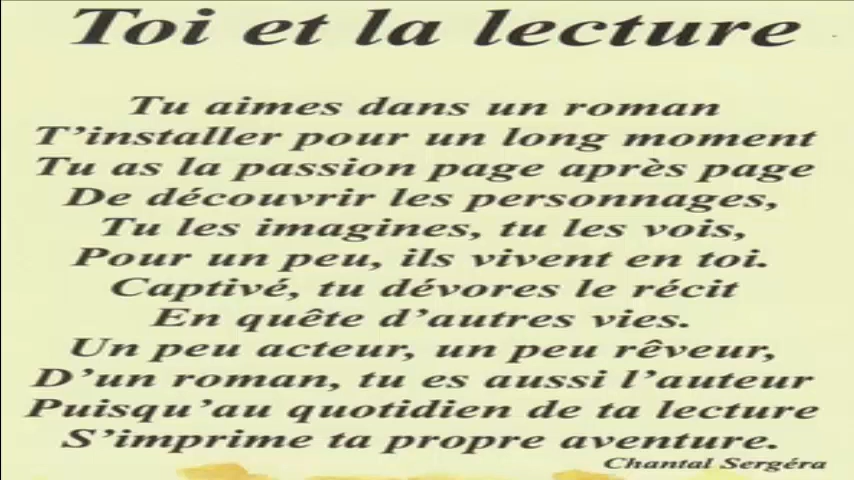 Toi et la lecture
Tu aimes dans un roman
T'installer pour un long moment
Tu as la passion page après page
De découvrir les personnages,
Tu les imagines, tu les vois,
Pour un peu, ils vivent en toi.
Captivé, tu dévores le récit
En quête d'autres vies.
Un peu acteur, un peu rêveur,
D'un roman, tu es aussi l'auteur
Puisqu'au quotidien de ta lecture
S'imprime ta propre aventure.
Chantal Sergéra